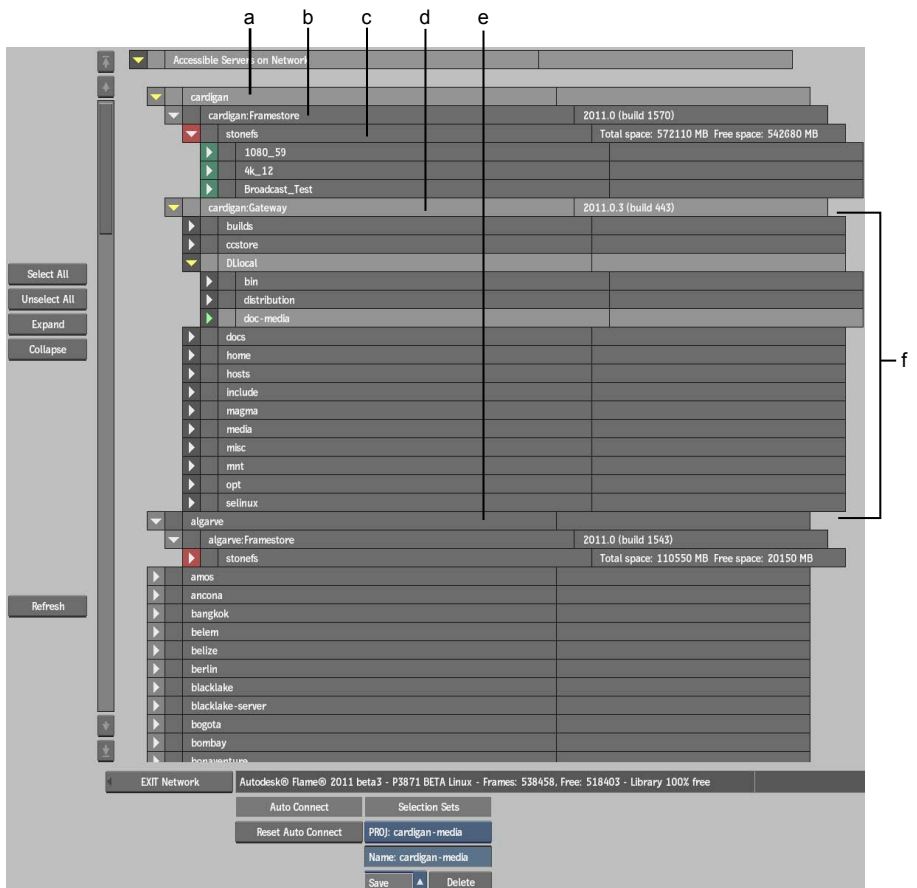 a b c d e
Accessible Servers on Network
cardigan
cardigan:Framestore 2011.0 (build 1570)
stonefs Total space: 572110 MB Free space: 542680 MB
1080_59
4k_12
Broadcast_Test
cardigan:Gateway 2011.0.3 (build 443)
builds
ccstore
DLlocal
bin
distribution
doc-media
docs
home
hosts
include
magma
media
misc
mnt
opt
selinux
algarve
algarve:Framestore 2011.0 (build 1543)
stonefs Total space: 110550 MB Free space: 20150 MB
amos
ancona
bangkok
belem
belize
berlin
blacklake
blacklake-server
bogota
bombay
bonaventure
Select All
Unselect All
Expand
Collapse
Refresh
f
EXIT Network Autodesk® Flame® 2011 beta3 - P3871 BETA Linux - Frames: 538458, Free: 518403 - Library 100% free
Auto Connect Selection Sets
Reset Auto Connect PROJ: cardigan-media
Name: cardigan-media
Save Delete